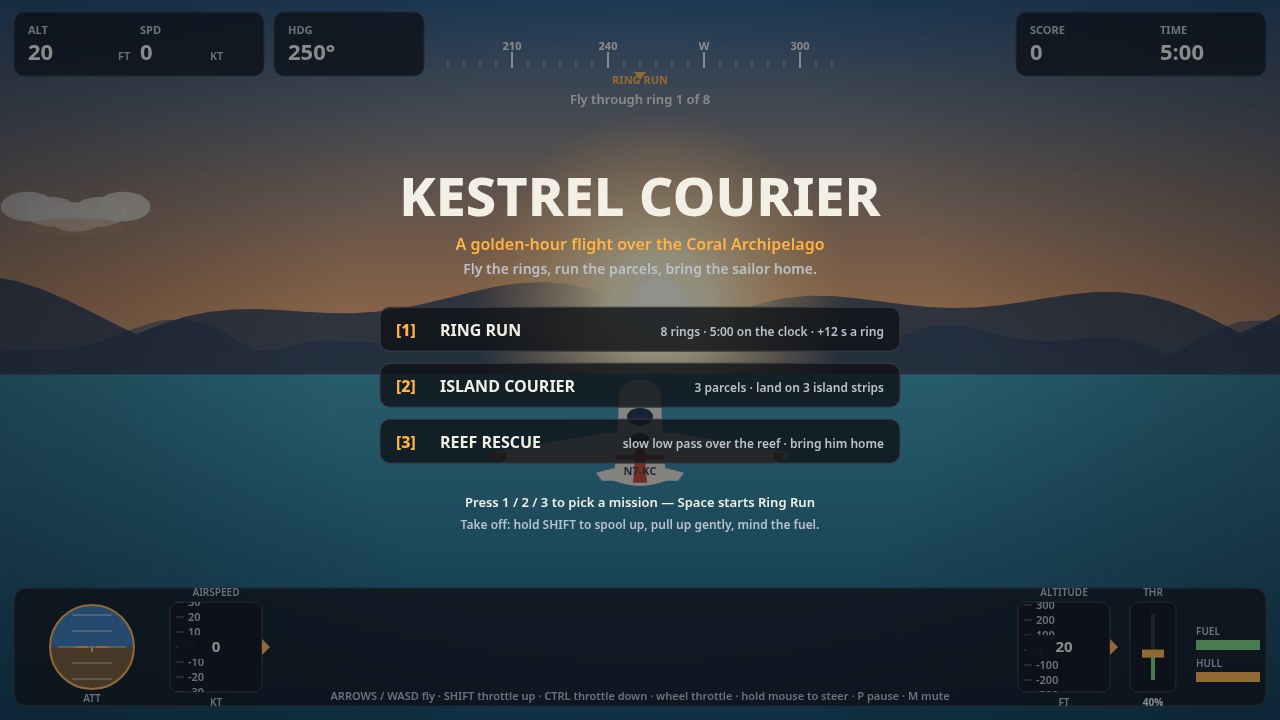 ALT SPD
20 FT 0 KT
HDG
250°
210 240 W 300
RING RUN
Fly through ring 1 of 8
SCORE TIME
0 5:00
KESTREL COURIER
A golden-hour flight over the Coral Archipelago
Fly the rings, run the parcels, bring the sailor home.
[1] RING RUN 8 rings · 5:00 on the clock · +12 s a ring
[2] ISLAND COURIER 3 parcels · land on 3 island strips
[3] REEF RESCUE slow low pass over the reef · bring him home
N7-KC
Press 1 / 2 / 3 to pick a mission — Space starts Ring Run
Take off: hold SHIFT to spool up, pull up gently, mind the fuel.
ATT
AIRSPEED
30
20
10
0
-10
-20
-30
KT
ARROWS / WASD fly · SHIFT throttle up · CTRL throttle down · wheel throttle · hold mouse to steer · P pause · M mute
ALTITUDE
300
200
100
20
-100
-200
FT
THR
40%
FUEL
HULL